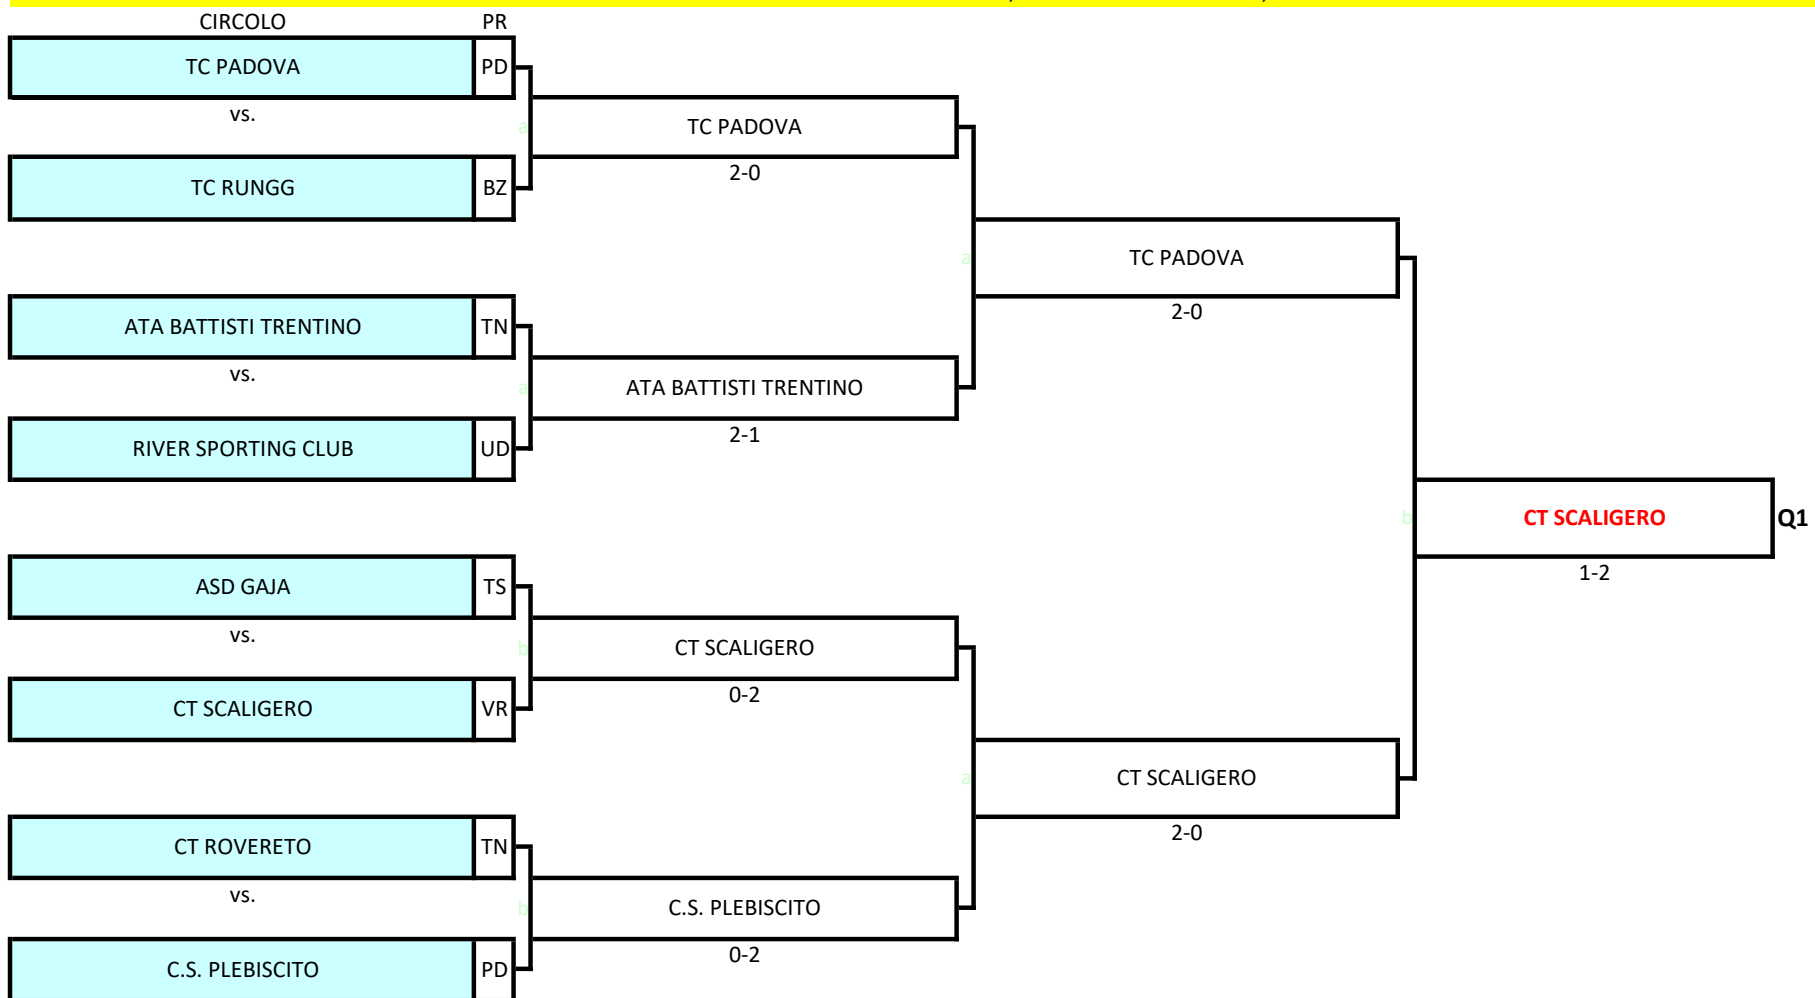 CIRCOLO PR
TC PADOVA PD
vs.
a TC PADOVA
2-0
TC RUNGG BZ
a TC PADOVA
2-0
ATA BATTISTI TRENTINO TN
vs.
a ATA BATTISTI TRENTINO
2-1
RIVER SPORTING CLUB UD
b CT SCALIGERO Q1
1-2
ASD GAJA TS
vs.
b CT SCALIGERO
0-2
CT SCALIGERO VR
a CT SCALIGERO
2-0
CT ROVERETO TN
vs.
b C.S. PLEBISCITO
0-2
C.S. PLEBISCITO PD